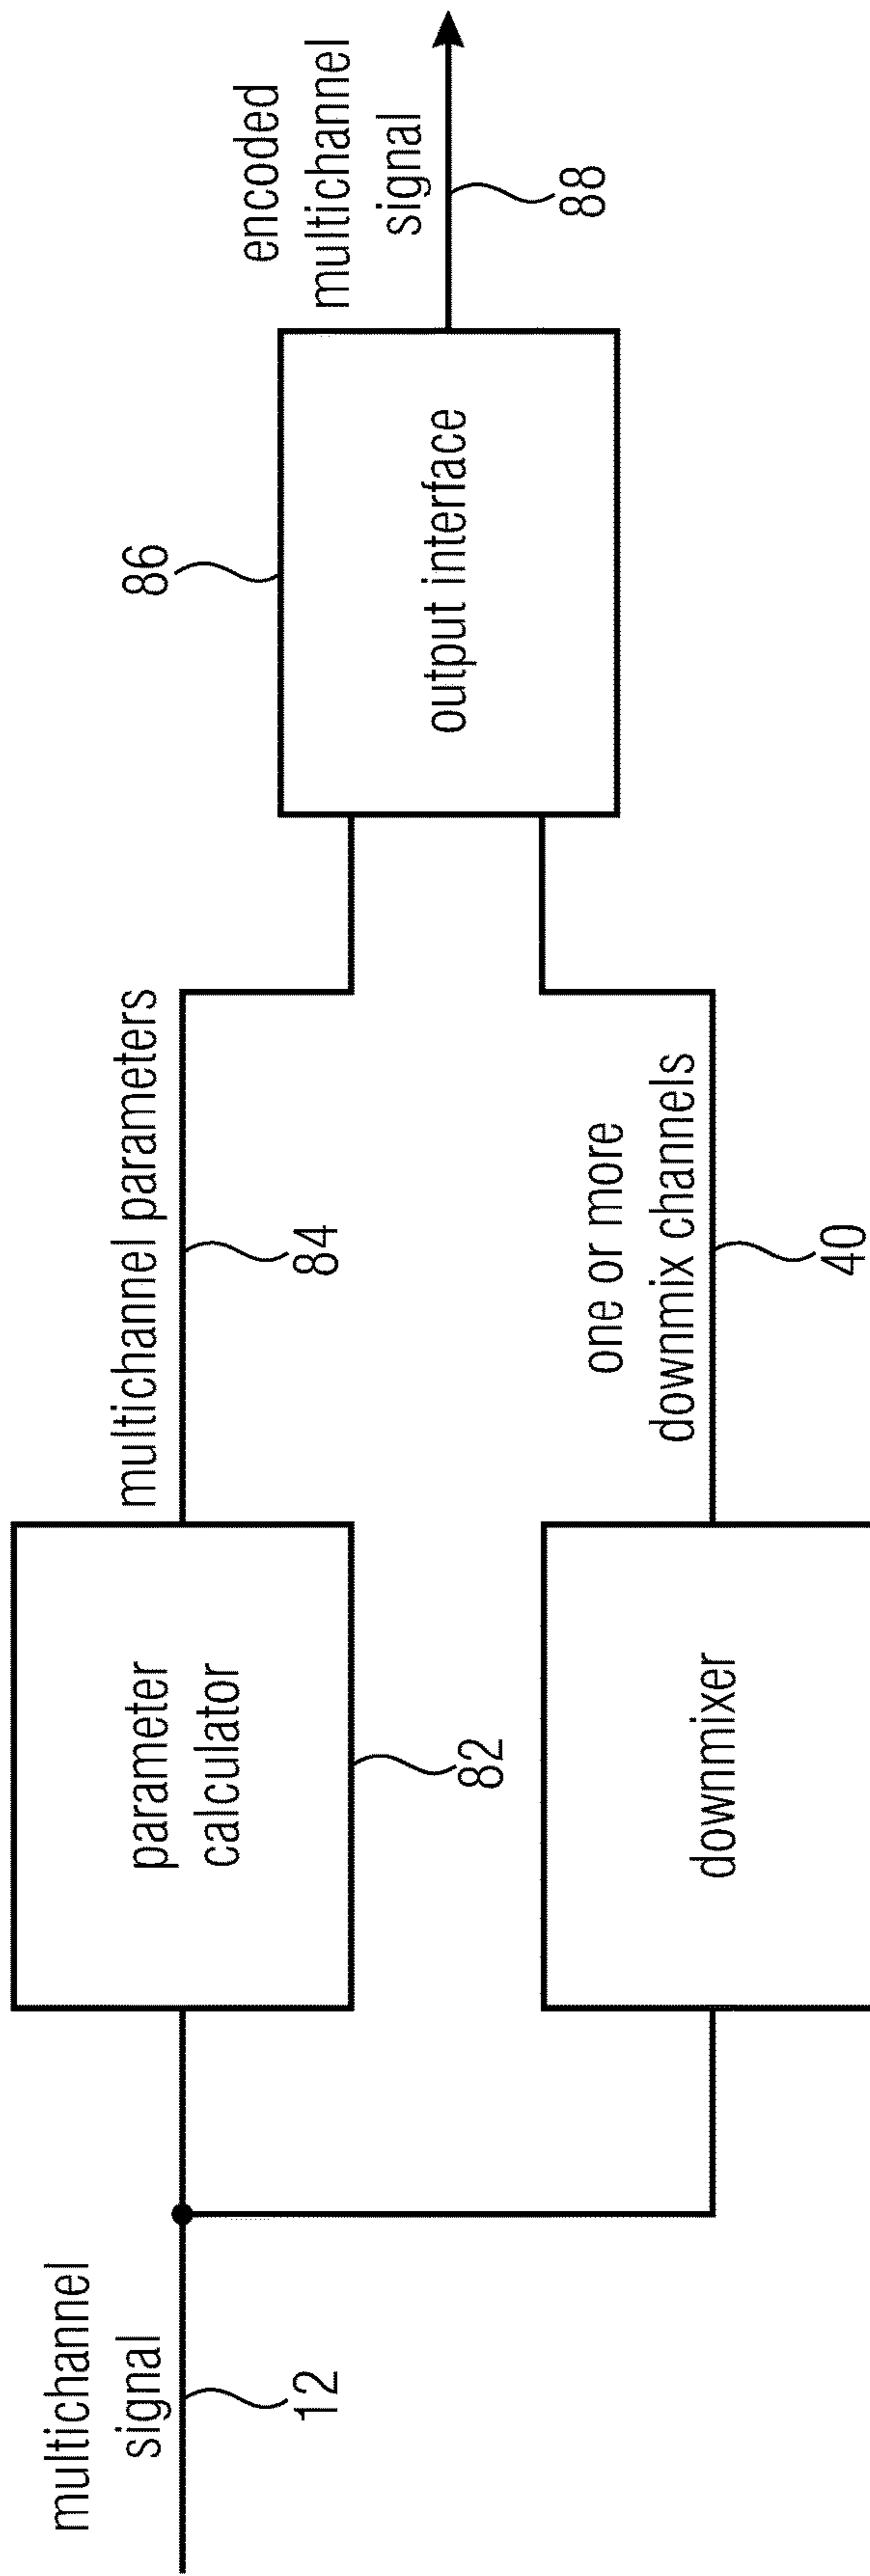 multichannel
signal
12
parameter
calculator
82
multichannel parameters
84
downmixer
one or more
downmix channels
40
86
output interface
encoded
multichannel
signal
88